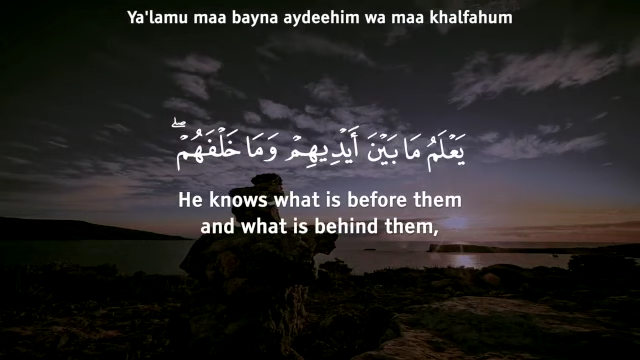 Ya'lamu maa bayna aydeehim wa maa khalfahum
يَعْلَمُ مَا بَيْنَ أَيْدِيهِمْ وَمَا خَلْفَهُمْ ۖ
He knows what is before them
and what is behind them,